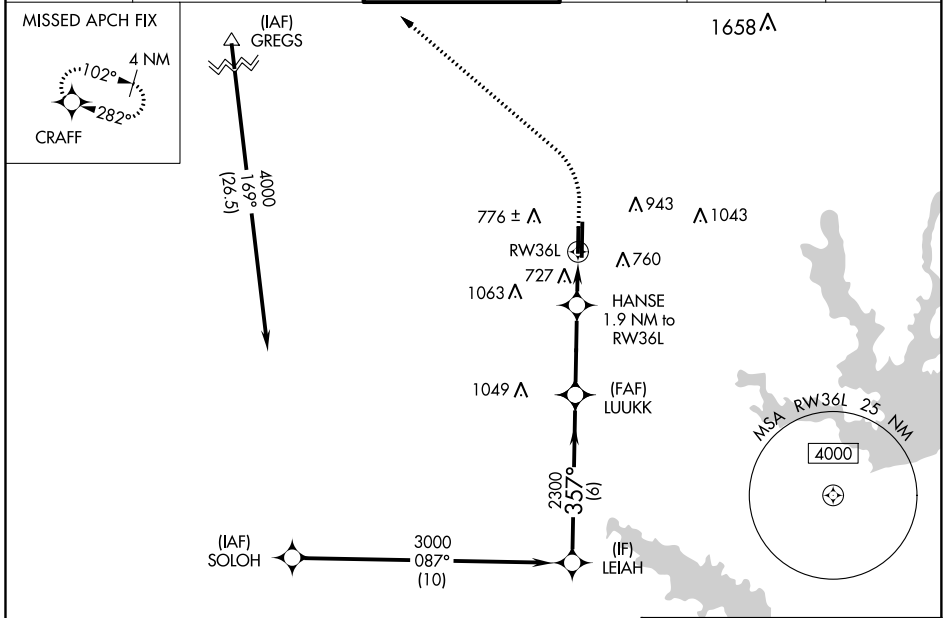 MISSED APCH FIX
4 NM
102°
282°
CRAFF
(IAF)
GREGS
4000
169°
(26.5)
1658
776 ±
943
1043
RW36L
760
727
1063
HANSE
1.9 NM to
RW36L
1049
(FAF)
LUUKK
MSA RW36L 25 NM
4000
2300
357°
(6)
(IAF)
SOLOH
3000
087°
(10)
(IF)
LEIAH